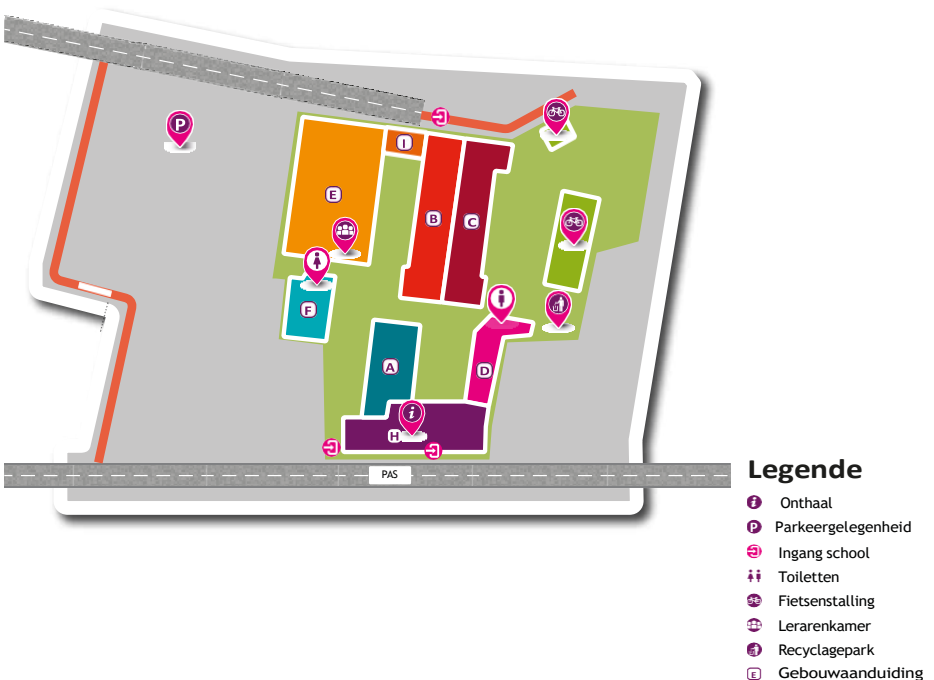 P
I
E
B
C
F
A
D
i
H
PAS
Legende
i Onthaal
P Parkeergelegenheid
Ingang school
Toiletten
Fietsenstalling
Lerarenkamer
Recyclagepark
E Gebouwaanduiding